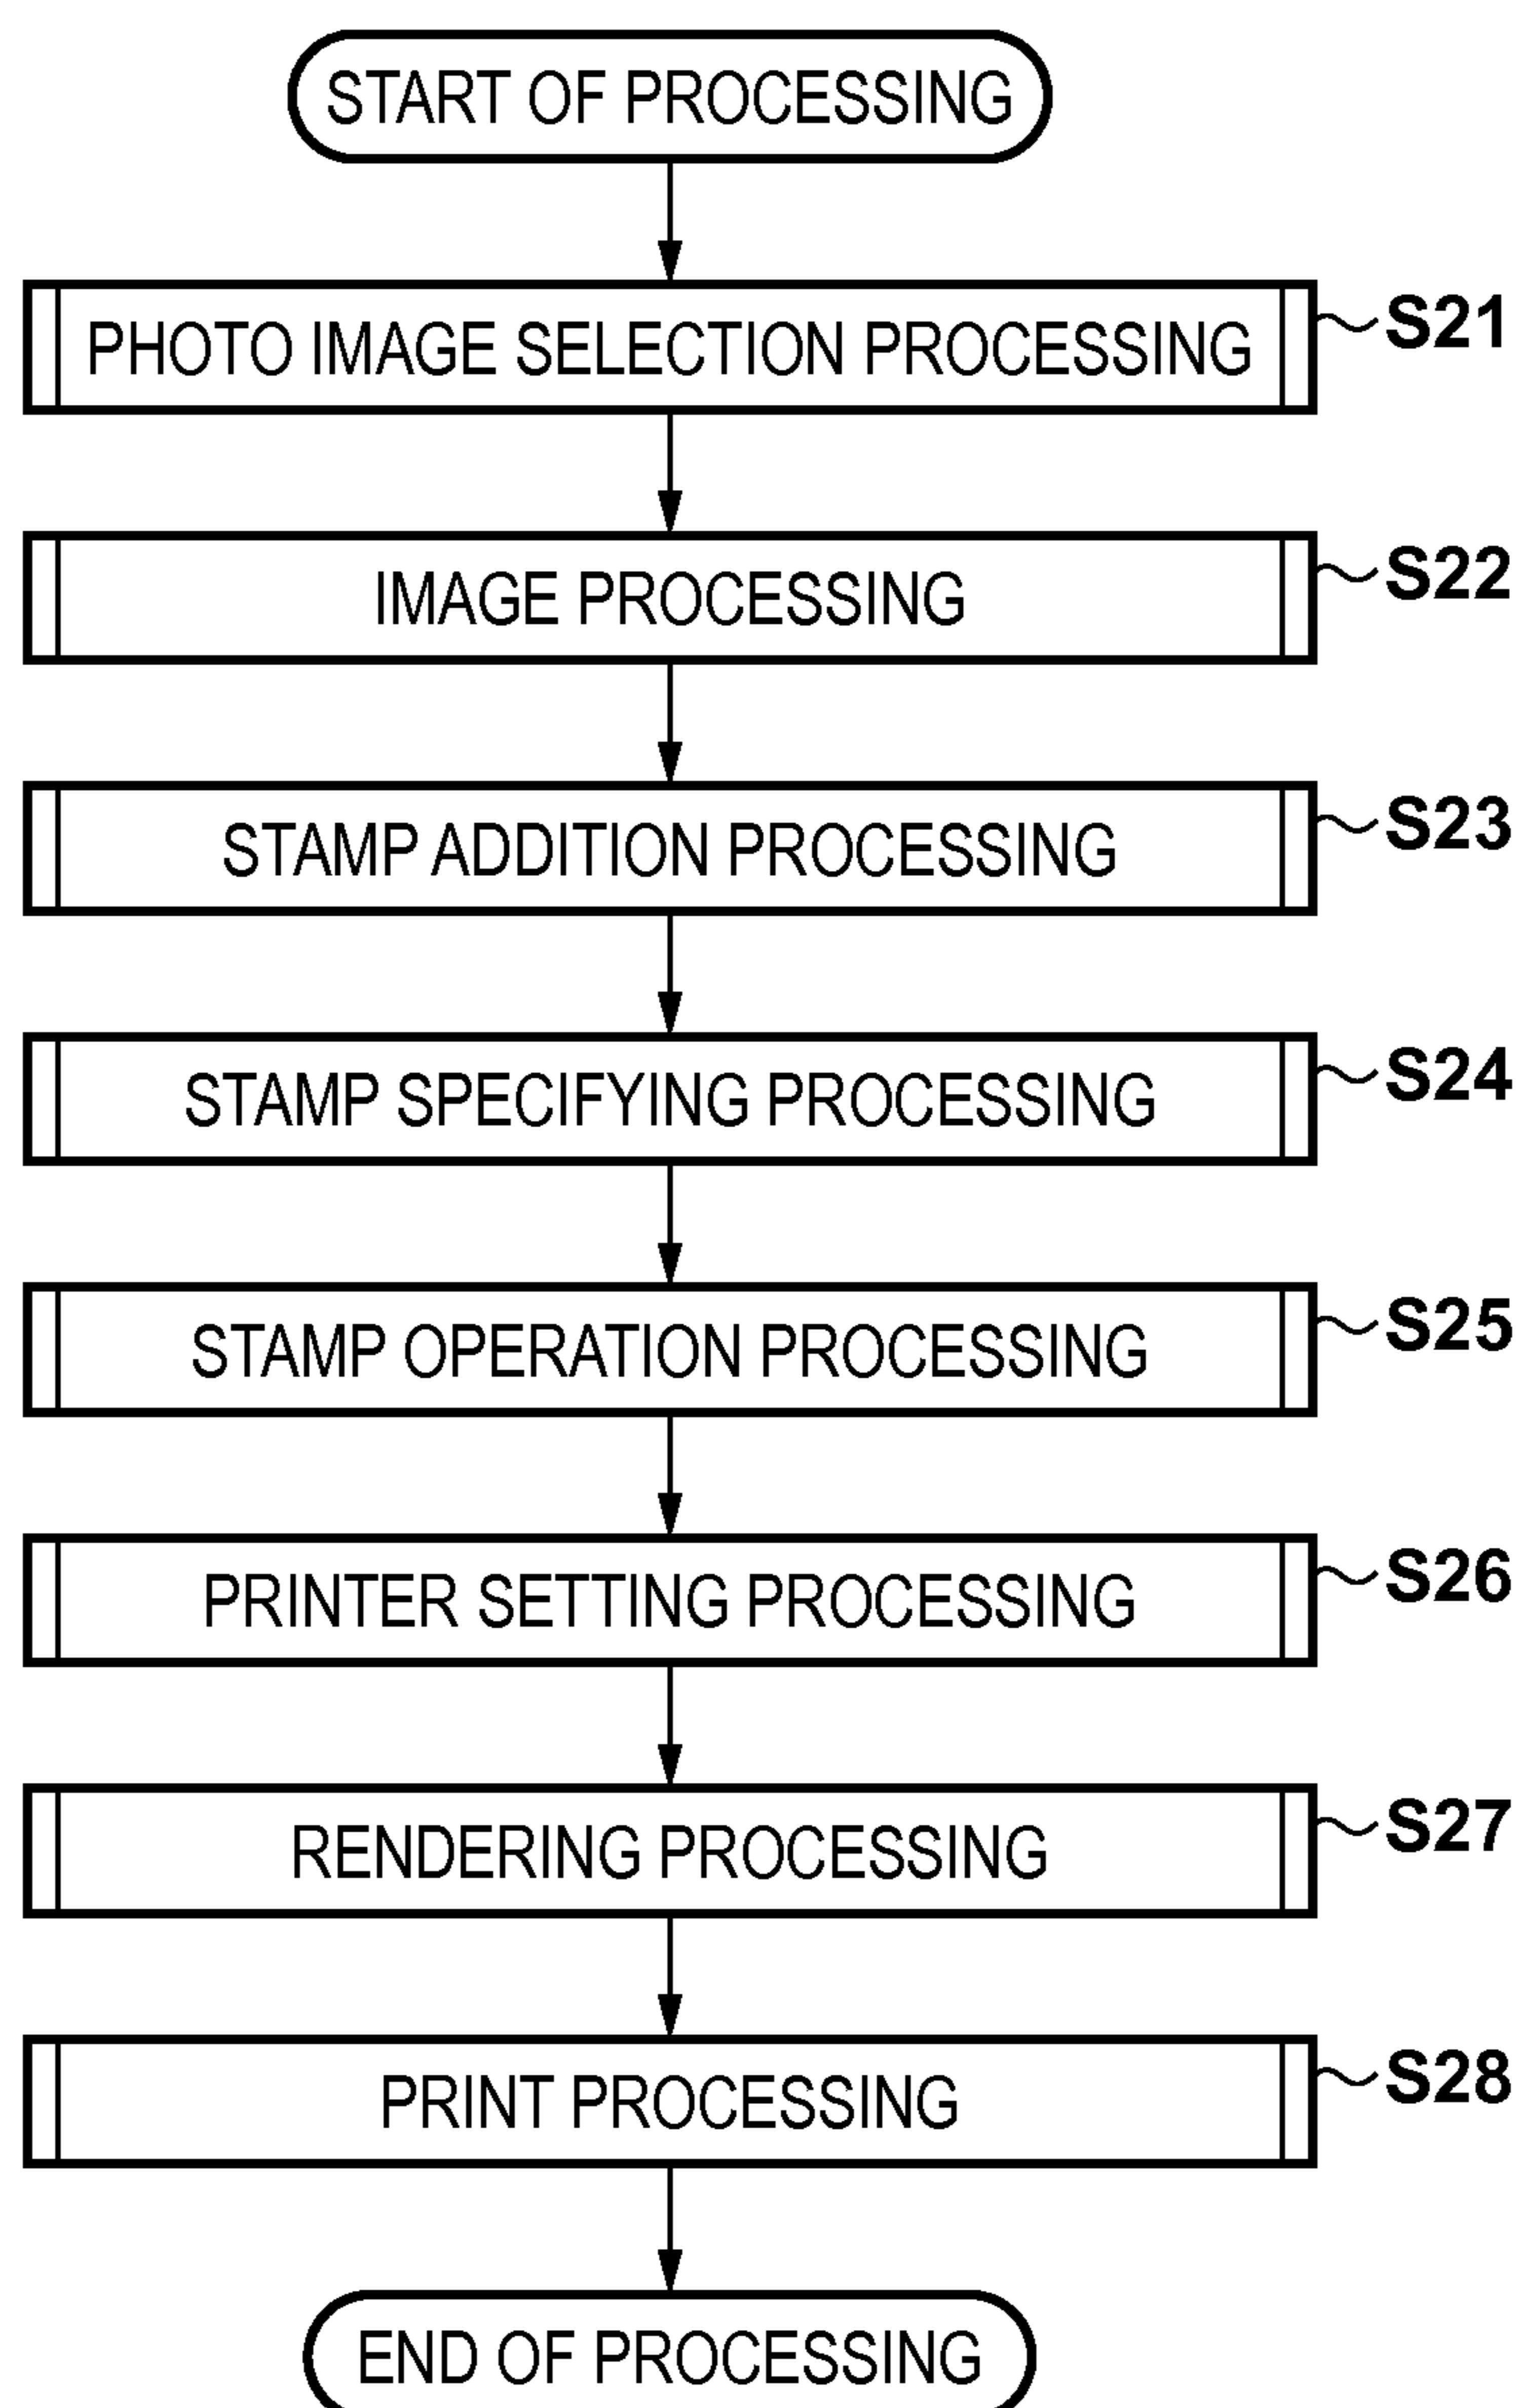 START OF PROCESSING
PHOTO IMAGE SELECTION PROCESSING S21
IMAGE PROCESSING S22
STAMP ADDITION PROCESSING S23
STAMP SPECIFYING PROCESSING S24
STAMP OPERATION PROCESSING S25
PRINTER SETTING PROCESSING S26
RENDERING PROCESSING S27
PRINT PROCESSING S28
END OF PROCESSING